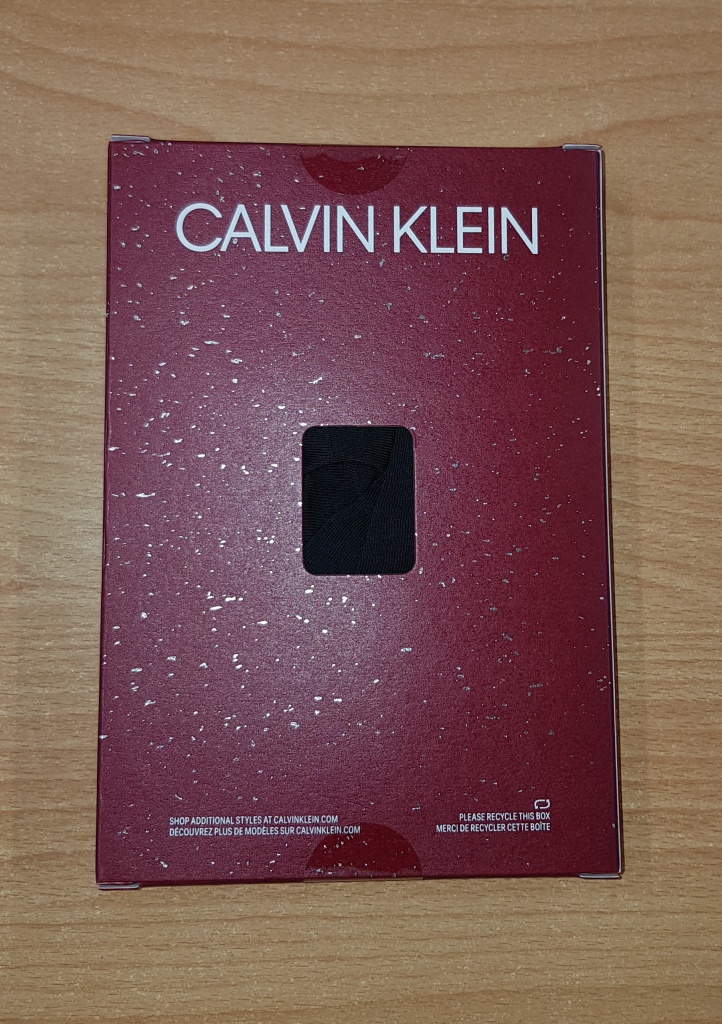 CALVIN KLEIN
SHOP ADDITIONAL STYLES AT CALVINKLEIN.COM
DÉCOUVREZ PLUS DE MODÈLES SUR CALVINKLEIN.COM
PLEASE RECYCLE THIS BOX
MERCI DE RECYCLER CETTE BOÎTE